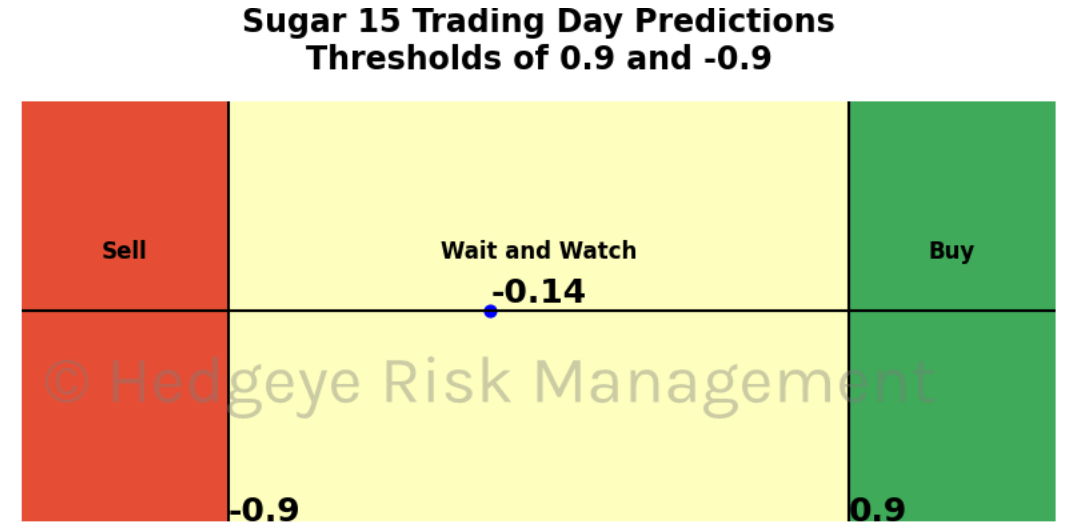 Sugar 15 Trading Day Predictions
Thresholds of 0.9 and -0.9
Sell
Wait and Watch
Buy
-0.14
© Hedgeye Risk Management
-0.9
0.9